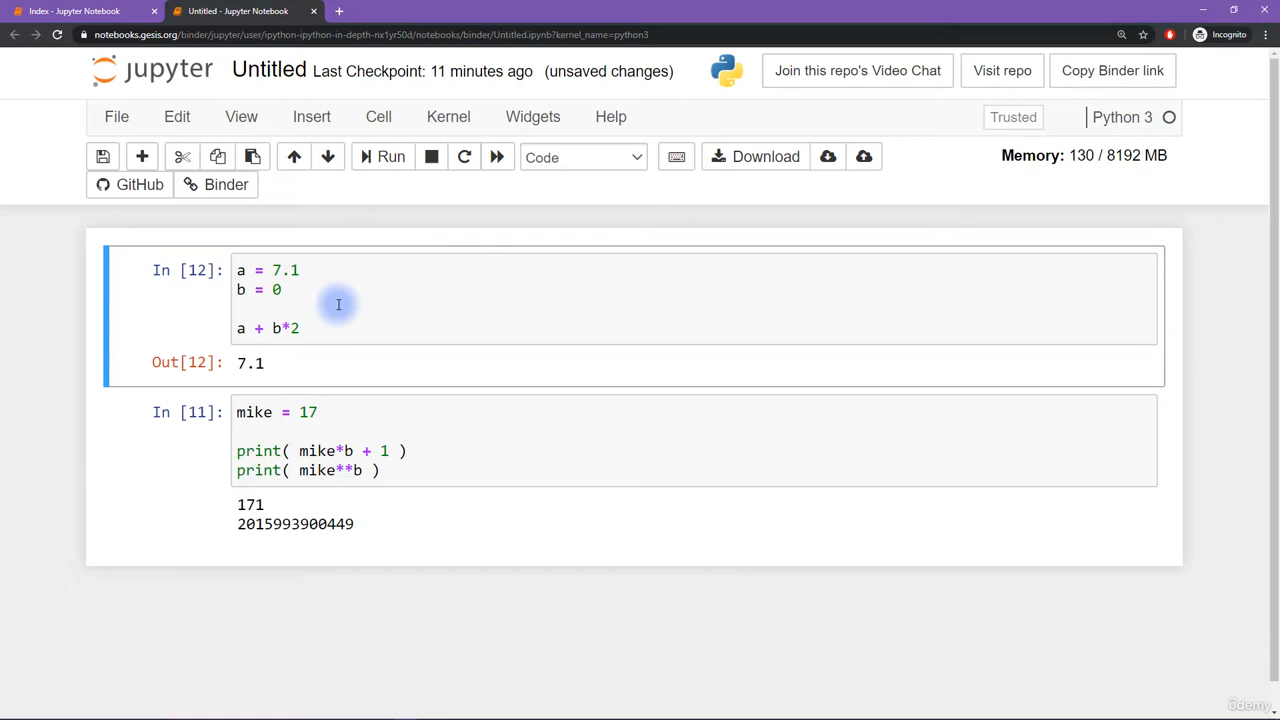 Index - Jupyter Notebook
Untitled - Jupyter Notebook
notebooks.gesis.org/binder/jupyter/user/ipython-ipython-in-depth-nx1yr50d/notebooks/binder/Untitled.ipynb?kernel_name=python3
Incognito
jupyter Untitled Last Checkpoint: 11 minutes ago (unsaved changes)
Join this repo's Video Chat Visit repo Copy Binder link
File Edit View Insert Cell Kernel Widgets Help Trusted Python 3
Run Code Download Memory: 130 / 8192 MB
GitHub Binder
In [12]: a = 7.1
b = 0
a + b*2
Out[12]: 7.1
In [11]: mike = 17
print( mike*b + 1 )
print( mike**b )
171
2015993900449
ûdemy